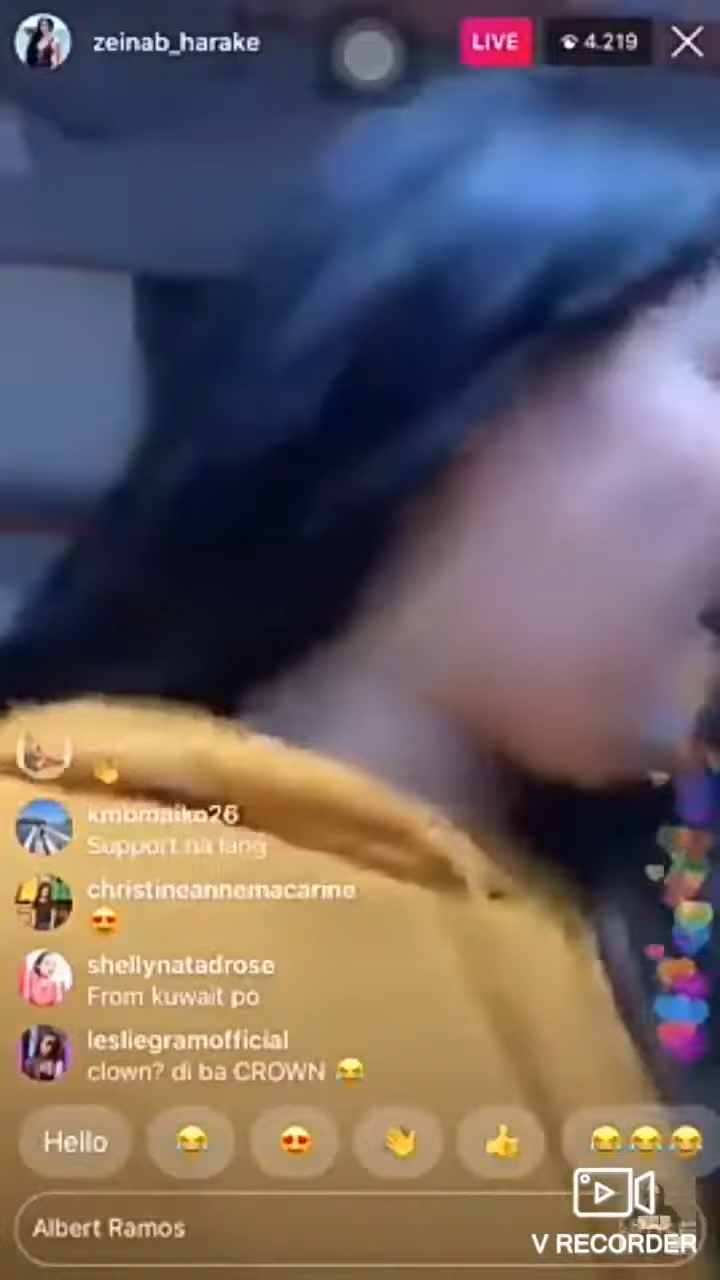 zeinab_harake
LIVE
4.219
kmbmaiko26
Support na lang
christineannemacarine
😍
shellynatadrose
From kuwait po
lesliegramofficial
clown? di ba CROWN 😂
Hello
Albert Ramos
V RECORDER